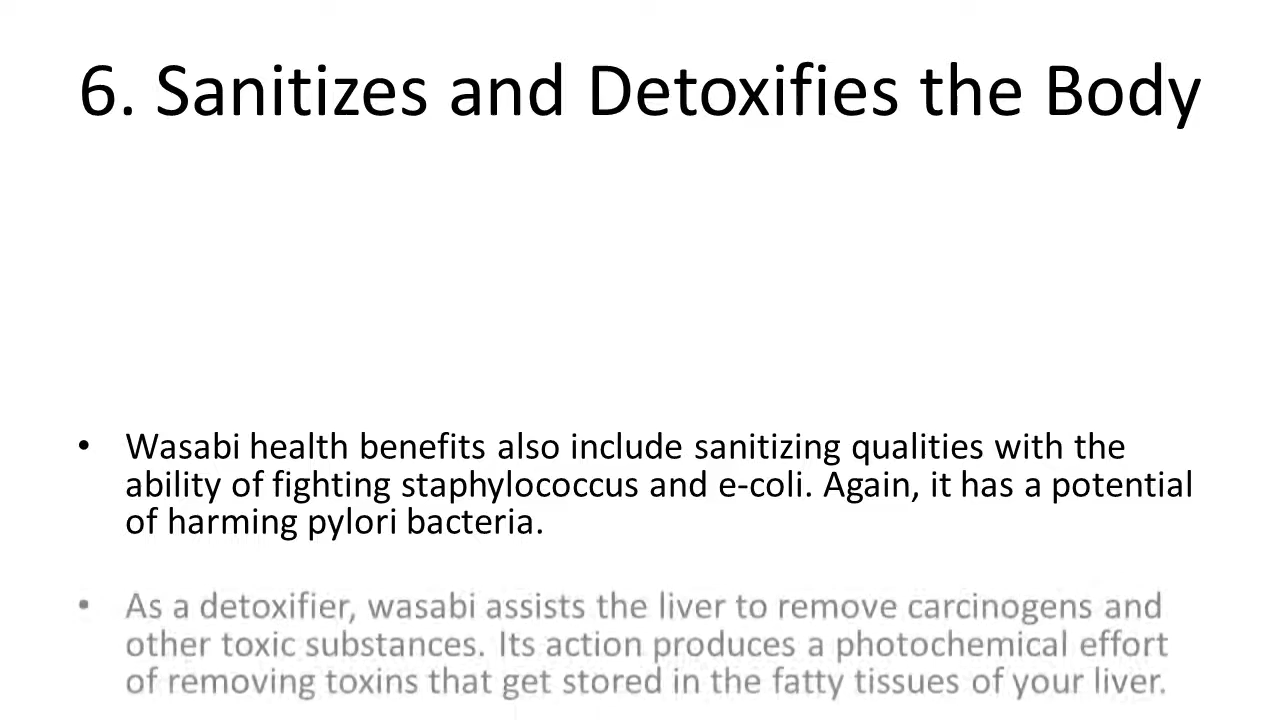 6. Sanitizes and Detoxifies the Body
• Wasabi health benefits also include sanitizing qualities with the
ability of fighting staphylococcus and e-coli. Again, it has a potential
of harming pylori bacteria.
• As a detoxifier, wasabi assists the liver to remove carcinogens and
other toxic substances. Its action produces a photochemical effort
of removing toxins that get stored in the fatty tissues of your liver.